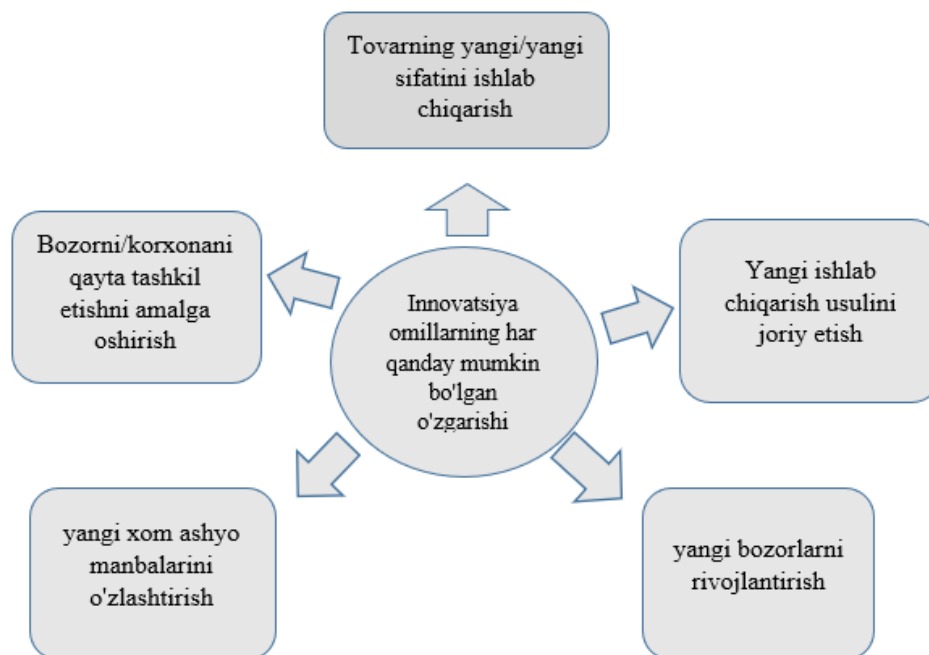 Tovarning yangi/yangi
sifatini ishlab
chiqarish
Bozorni/korxonani
qayta tashkil
etishni amalga
oshirish
Innovatsiya
omillarning har
qanday mumkin
bo'lgan
o'zgarishi
Yangi ishlab
chiqarish usulini
joriy etish
yangi xom ashyo
manbalarini
o'zlashtirish
yangi bozorlarni
rivojlantirish